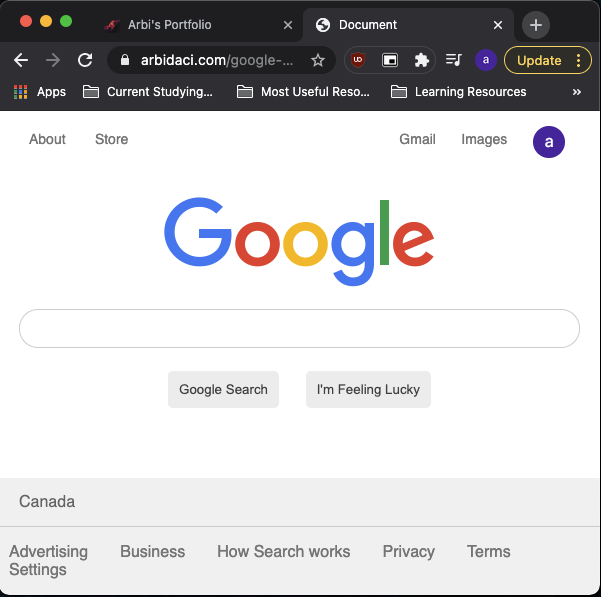 Arbi's Portfolio
Document
arbidaci.com/google-...
UD
a
Update
Apps
Current Studying...
Most Useful Reso...
Learning Resources
»
About Store Gmail Images a
Google
Google Search I'm Feeling Lucky
Canada
Advertising Business How Search works Privacy Terms
Settings